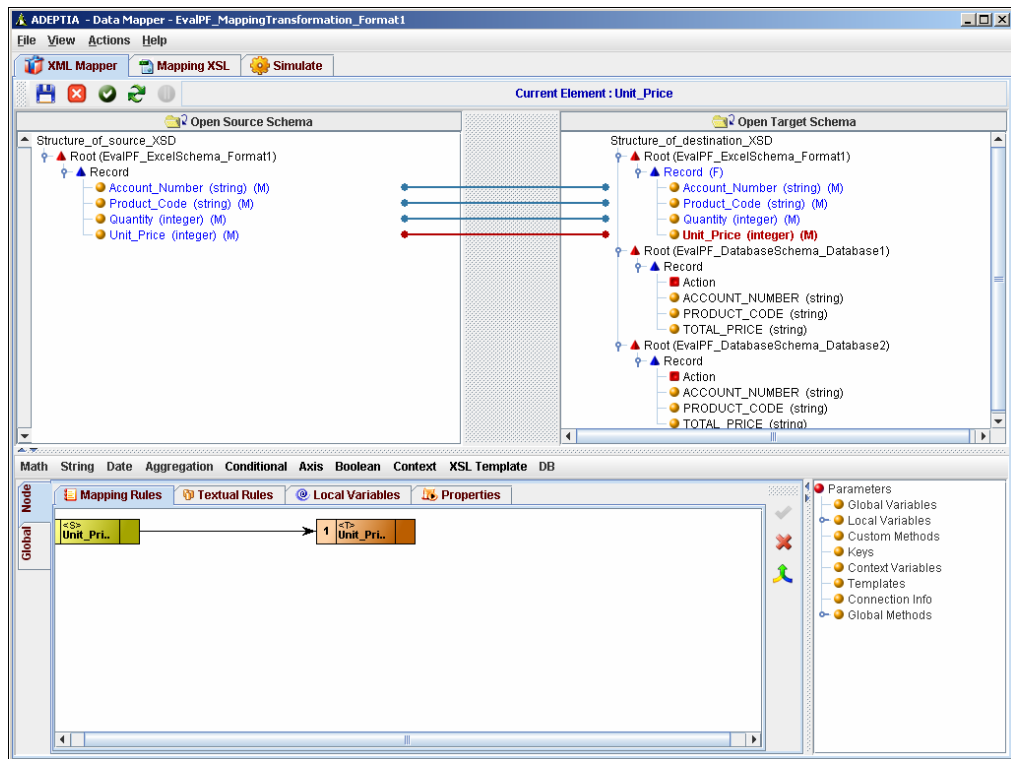 ADEPTIA - Data Mapper - EvalPF_MappingTransformation_Format1
File View Actions Help
XML Mapper Mapping XSL Simulate
Current Element : Unit_Price
Open Source Schema
Structure_of_source_XSD
Root (EvalPF_ExcelSchema_Format1)
Record
Account_Number (string) (M)
Product_Code (string) (M)
Quantity (integer) (M)
Unit_Price (integer) (M)
Open Target Schema
Structure_of_destination_XSD
Root (EvalPF_ExcelSchema_Format1)
Record (F)
Account_Number (string) (M)
Product_Code (string) (M)
Quantity (integer) (M)
Unit_Price (integer) (M)
Root (EvalPF_DatabaseSchema_Database1)
Record
Action
ACCOUNT_NUMBER (string)
PRODUCT_CODE (string)
TOTAL_PRICE (string)
Root (EvalPF_DatabaseSchema_Database2)
Record
Action
ACCOUNT_NUMBER (string)
PRODUCT_CODE (string)
TOTAL_PRICE (string)
Math String Date Aggregation Conditional Axis Boolean Context XSL Template DB
Node
Global
Mapping Rules Textual Rules Local Variables Properties
<S>
Unit_Pri..
1
<T>
Unit_Pri..
Parameters
Global Variables
Local Variables
Custom Methods
Keys
Context Variables
Templates
Connection Info
Global Methods